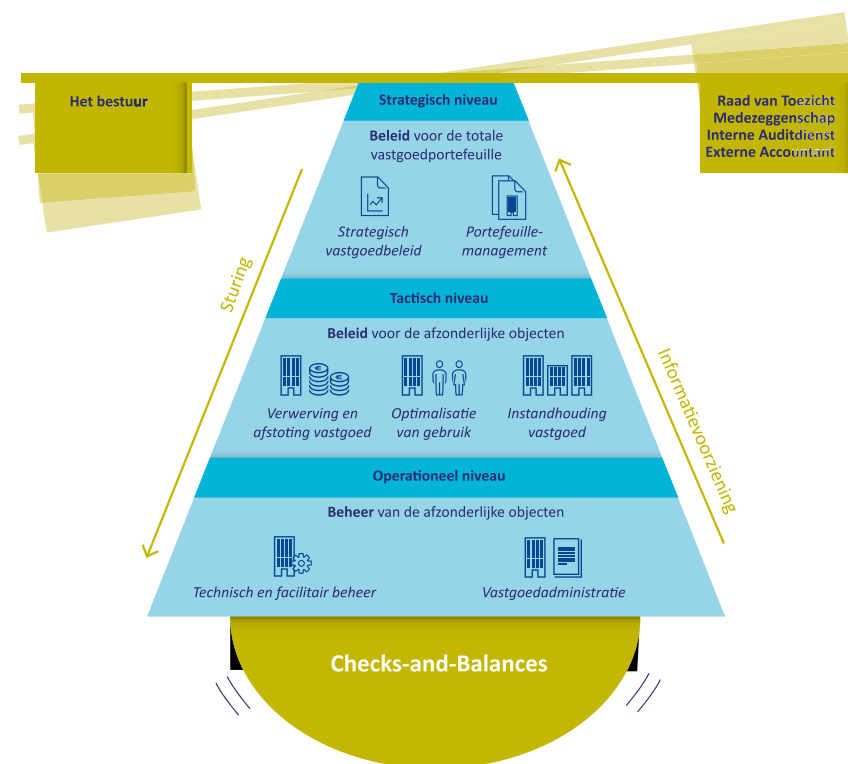 Het bestuur
Strategisch niveau
Raad van Toezicht
Medezeggenschap
Interne Auditdienst
Externe Accountant
Beleid voor de totale
vastgoedportefeuille
Strategisch
vastgoedbeleid
Portefeuille-
management
Sturing
Informatievoorziening
Tactisch niveau
Beleid voor de afzonderlijke objecten
Verwerving en
afstoting vastgoed
Optimalisatie
van gebruik
Instandhouding
vastgoed
Operationeel niveau
Beheer van de afzonderlijke objecten
Technisch en facilitair beheer
Vastgoedadministratie
Checks-and-Balances